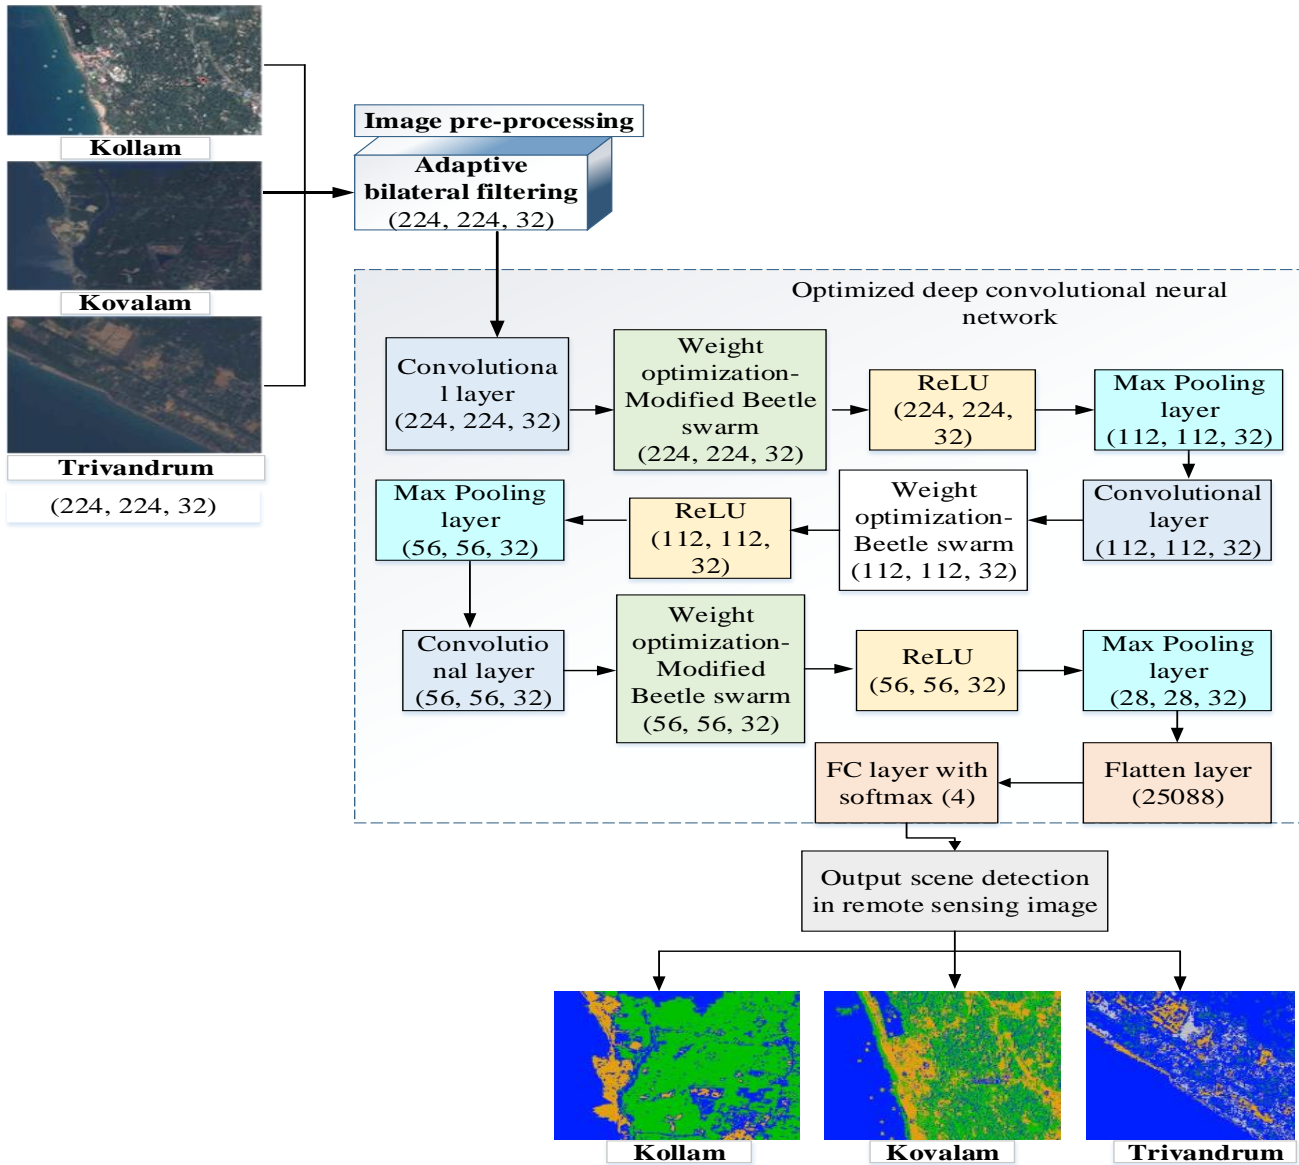 Kollam
Kovalam
Trivandrum
(224, 224, 32)
Image pre-processing
Adaptive
bilateral filtering
(224, 224, 32)
Optimized deep convolutional neural
network
Convolutiona
l layer
(224, 224, 32)
Weight
optimization-
Modified Beetle
swarm
(224, 224, 32)
ReLU
(224, 224,
32)
Max Pooling
layer
(112, 112, 32)
Convolutional
layer
(112, 112, 32)
Weight
optimization-
Beetle swarm
(112, 112, 32)
ReLU
(112, 112,
32)
Max Pooling
layer
(56, 56, 32)
Convolutio
nal layer
(56, 56, 32)
Weight
optimization-
Modified
Beetle swarm
(56, 56, 32)
ReLU
(56, 56, 32)
Max Pooling
layer
(28, 28, 32)
Flatten layer
(25088)
FC layer with
softmax (4)
Output scene detection
in remote sensing image
Kollam
Kovalam
Trivandrum